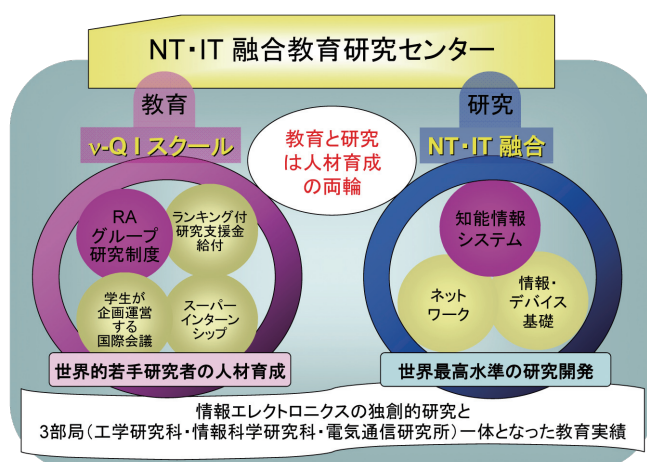 NT・IT 融合教育研究センター
教育
研究
ν-QIスクール
教育と研究
は人材育成
の両輪
NT・IT 融合
RA
グループ
研究制度
ランキング付
研究支援金
給付
学生が
企画運営
する
国際会議
スーパー
インターン
シップ
知能情報
システム
ネット
ワーク
情報・
デバイス
基礎
世界的若手研究者の人材育成
世界最高水準の研究開発
情報エレクトロニクスの独創的研究と
3部局(工学研究科・情報科学研究科・電気通信研究所)一体となった教育実績